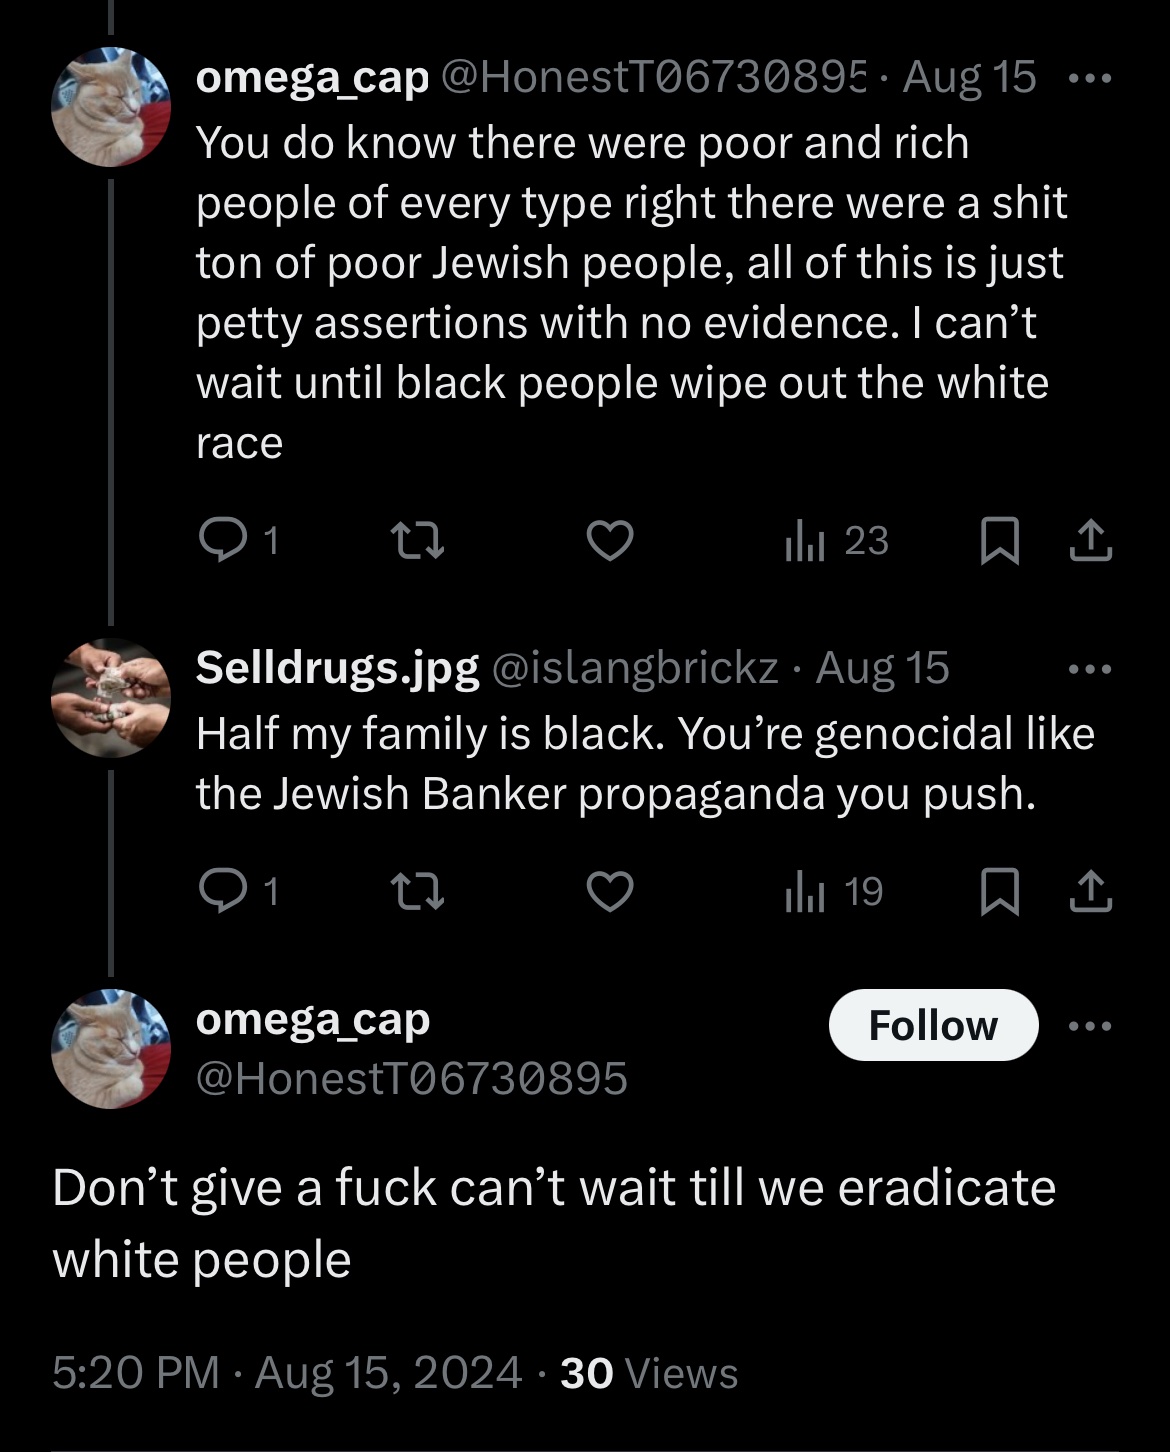 omega_cap @HonestT06730895 · Aug 15
You do know there were poor and rich
people of every type right there were a shit
ton of poor Jewish people, all of this is just
petty assertions with no evidence. I can’t
wait until black people wipe out the white
race
1 23
Selldrugs.jpg @islangbrickz · Aug 15
Half my family is black. You’re genocidal like
the Jewish Banker propaganda you push.
1 19
omega_cap
Follow
@HonestT06730895
Don’t give a fuck can’t wait till we eradicate
white people
5:20 PM · Aug 15, 2024 · 30 Views